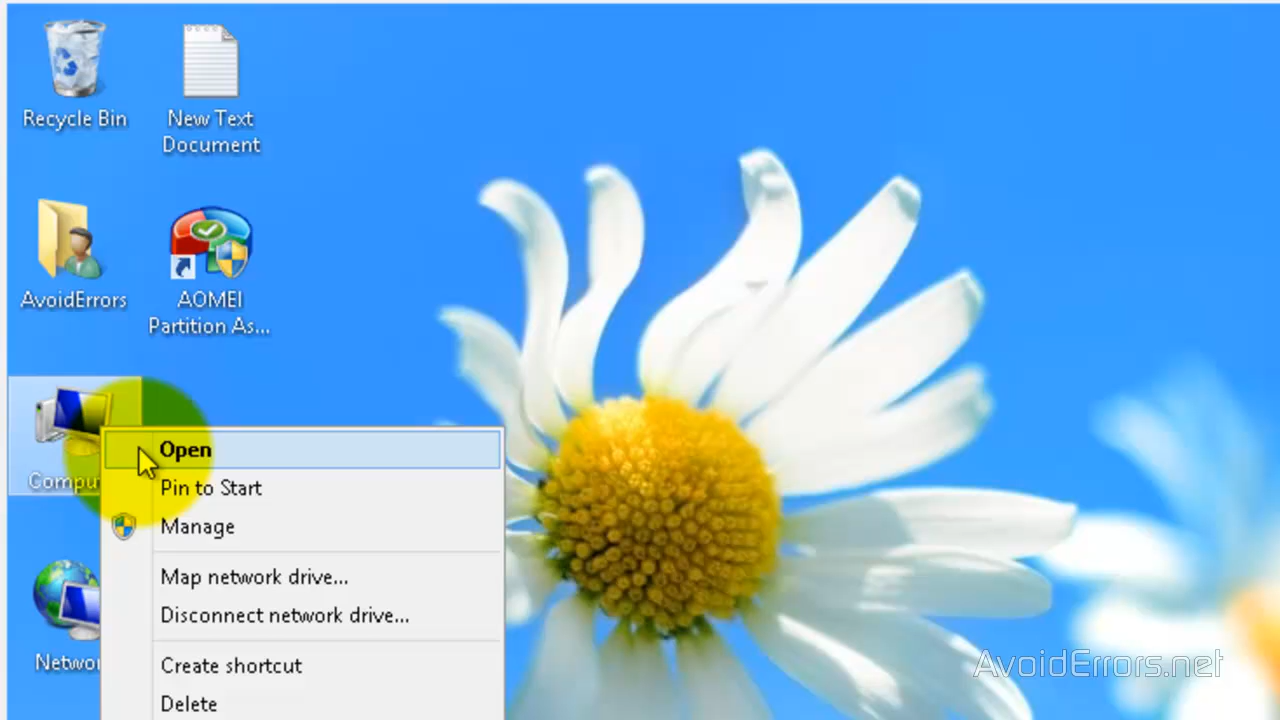 Recycle Bin
New Text
Document
AvoidErrors
AOMEI
Partition As...
Open
Pin to Start
Manage
Map network drive...
Disconnect network drive...
Create shortcut
Delete
AvoidErrors.net